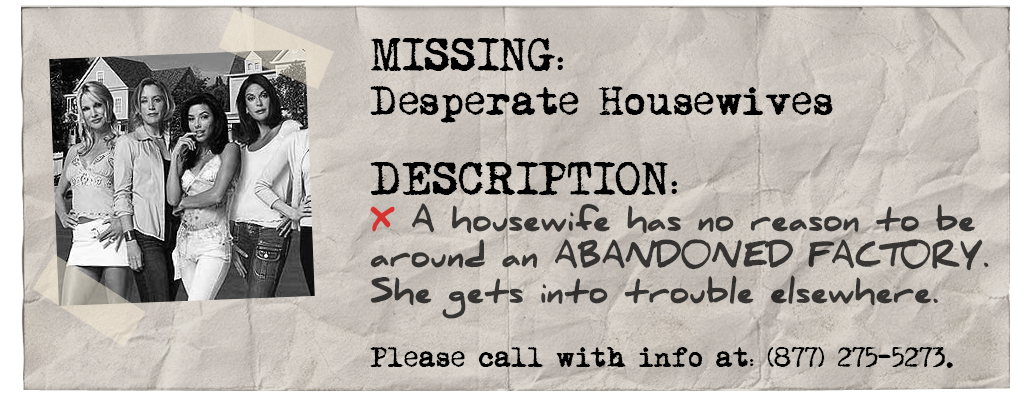 MISSING:
Desperate Housewives
DESCRIPTION:
❌ A housewife has no reason to be
around an ABANDONED FACTORY.
She gets into trouble elsewhere.
Please call with info at: (877) 275-5273.